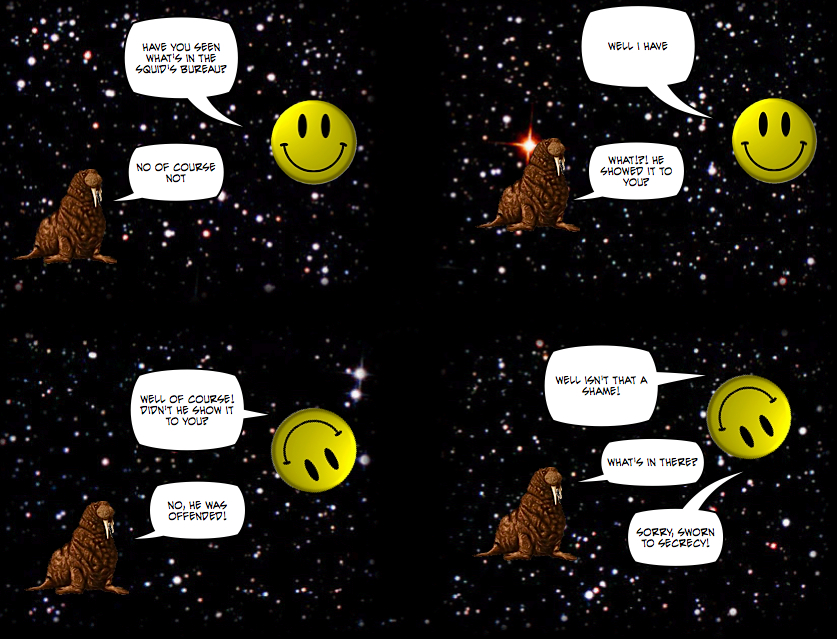 HAVE YOU SEEN
WHAT'S IN THE
SQUID'S BUREAU?
NO OF COURSE
NOT
WELL I HAVE
WHAT!?! HE
SHOWED IT TO
YOU?
WELL OF COURSE!
DIDN'T HE SHOW IT
TO YOU?
NO, HE WAS
OFFENDED!
WELL ISN'T THAT A
SHAME!
WHAT'S IN THERE?
SORRY, SWORN
TO SECRECY!